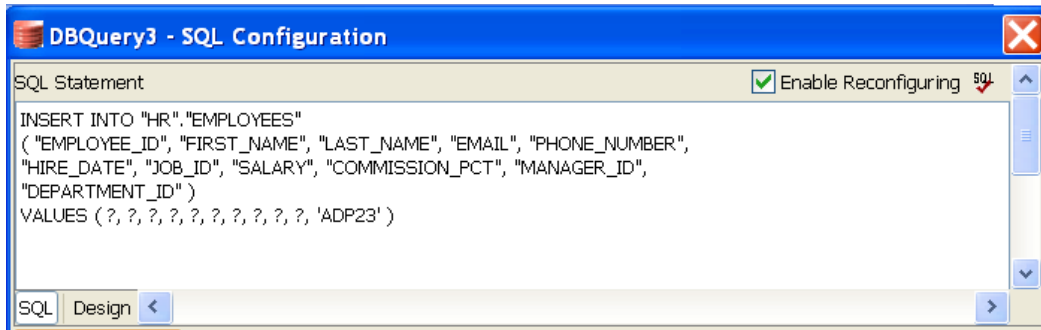 DBQuery3 - SQL Configuration
SQL Statement
Enable Reconfiguring SQL
INSERT INTO "HR"."EMPLOYEES"
( "EMPLOYEE_ID", "FIRST_NAME", "LAST_NAME", "EMAIL", "PHONE_NUMBER",
"HIRE_DATE", "JOB_ID", "SALARY", "COMMISSION_PCT", "MANAGER_ID",
"DEPARTMENT_ID" )
VALUES ( ?, ?, ?, ?, ?, ?, ?, ?, ?, ?, 'ADP23' )
SQL Design